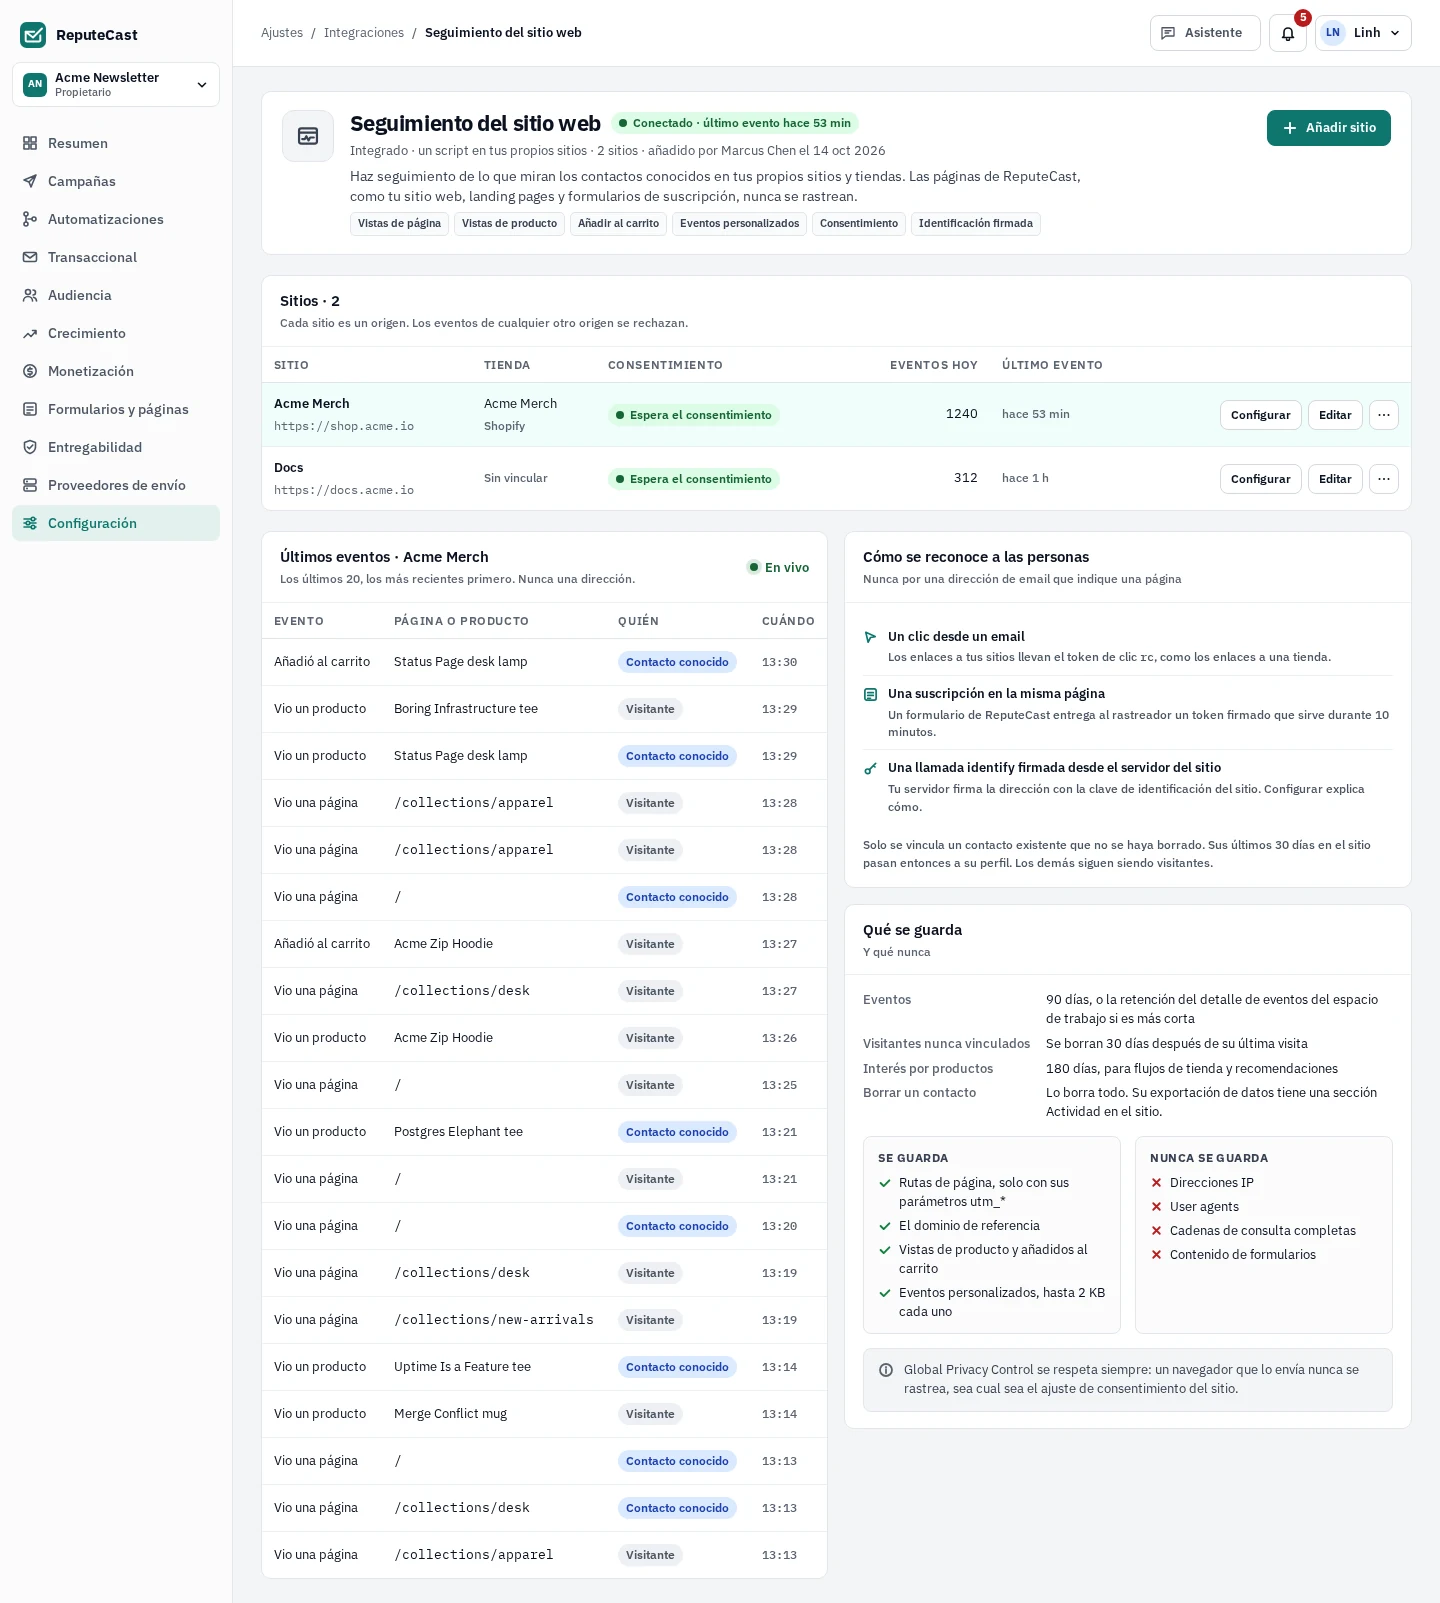 ReputeCast
AN
Acme Newsletter
Propietario
Resumen
Campañas
Automatizaciones
Transaccional
Audiencia
Crecimiento
Monetización
Formularios y páginas
Entregabilidad
Proveedores de envío
Configuración
Ajustes / Integraciones / Seguimiento del sitio web
Asistente
5
LN
Linh
Seguimiento del sitio web
Conectado · último evento hace 53 min
Añadir sitio
Integrado · un script en tus propios sitios · 2 sitios · añadido por Marcus Chen el 14 oct 2026
Haz seguimiento de lo que miran los contactos conocidos en tus propios sitios y tiendas. Las páginas de ReputeCast,
como tu sitio web, landing pages y formularios de suscripción, nunca se rastrean.
Vistas de página
Vistas de producto
Añadir al carrito
Eventos personalizados
Consentimiento
Identificación firmada
Sitios · 2
Cada sitio es un origen. Los eventos de cualquier otro origen se rechazan.
SITIO TIENDA CONSENTIMIENTO EVENTOS HOY ÚLTIMO EVENTO
Acme Merch
https://shop.acme.io
Acme Merch
Shopify
Espera el consentimiento
1240
hace 53 min
Configurar
Editar
···
Docs
https://docs.acme.io
Sin vincular
Espera el consentimiento
312
hace 1 h
Configurar
Editar
···
Últimos eventos · Acme Merch
Los últimos 20, los más recientes primero. Nunca una dirección.
En vivo
EVENTO PÁGINA O PRODUCTO QUIÉN CUÁNDO
Añadió al carrito Status Page desk lamp Contacto conocido 13:30
Vio un producto Boring Infrastructure tee Visitante 13:29
Vio un producto Status Page desk lamp Contacto conocido 13:29
Vio una página /collections/apparel Visitante 13:28
Vio una página /collections/apparel Visitante 13:28
Vio una página / Contacto conocido 13:28
Añadió al carrito Acme Zip Hoodie Visitante 13:27
Vio una página /collections/desk Visitante 13:27
Vio un producto Acme Zip Hoodie Visitante 13:26
Vio una página / Visitante 13:25
Vio un producto Postgres Elephant tee Contacto conocido 13:21
Vio una página / Visitante 13:21
Vio una página / Contacto conocido 13:20
Vio una página /collections/desk Visitante 13:19
Vio una página /collections/new-arrivals Visitante 13:19
Vio un producto Uptime Is a Feature tee Contacto conocido 13:14
Vio un producto Merge Conflict mug Visitante 13:14
Vio una página / Contacto conocido 13:13
Vio una página /collections/desk Contacto conocido 13:13
Vio una página /collections/apparel Visitante 13:13
Cómo se reconoce a las personas
Nunca por una dirección de email que indique una página
Un clic desde un email
Los enlaces a tus sitios llevan el token de clic rc, como los enlaces a una tienda.
Una suscripción en la misma página
Un formulario de ReputeCast entrega al rastreador un token firmado que sirve durante 10
minutos.
Una llamada identify firmada desde el servidor del sitio
Tu servidor firma la dirección con la clave de identificación del sitio. Configurar explica
cómo.
Solo se vincula un contacto existente que no se haya borrado. Sus últimos 30 días en el sitio
pasan entonces a su perfil. Los demás siguen siendo visitantes.
Qué se guarda
Y qué nunca
Eventos 90 días, o la retención del detalle de eventos del espacio
de trabajo si es más corta
Visitantes nunca vinculados Se borran 30 días después de su última visita
Interés por productos 180 días, para flujos de tienda y recomendaciones
Borrar un contacto Lo borra todo. Su exportación de datos tiene una sección
Actividad en el sitio.
SE GUARDA
Rutas de página, solo con sus
parámetros utm_*
El dominio de referencia
Vistas de producto y añadidos al
carrito
Eventos personalizados, hasta 2 KB
cada uno
NUNCA SE GUARDA
Direcciones IP
User agents
Cadenas de consulta completas
Contenido de formularios
Global Privacy Control se respeta siempre: un navegador que lo envía nunca se
rastrea, sea cual sea el ajuste de consentimiento del sitio.